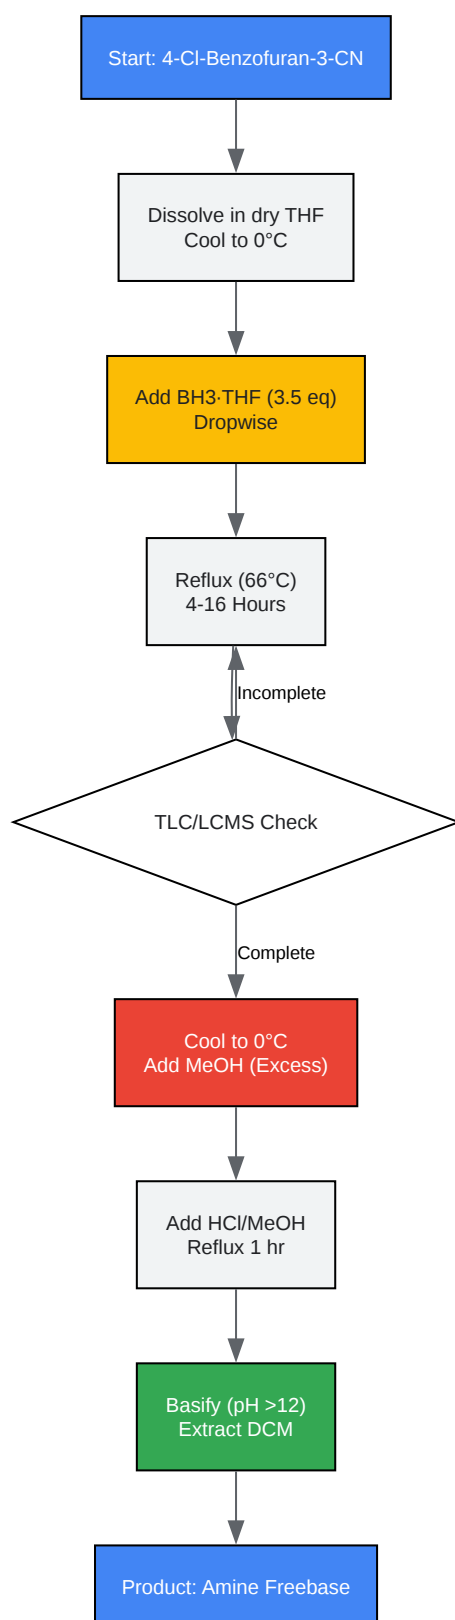 Start: 4-Cl-Benzofuran-3-CN
Dissolve in dry THF
Cool to 0°C
Add BH3·THF (3.5 eq)
Dropwise
Reflux (66°C)
4-16 Hours
Incomplete
TLC/LCMS Check
Complete
Cool to 0°C
Add MeOH (Excess)
Add HCl/MeOH
Reflux 1 hr
Basify (pH >12)
Extract DCM
Product: Amine Freebase